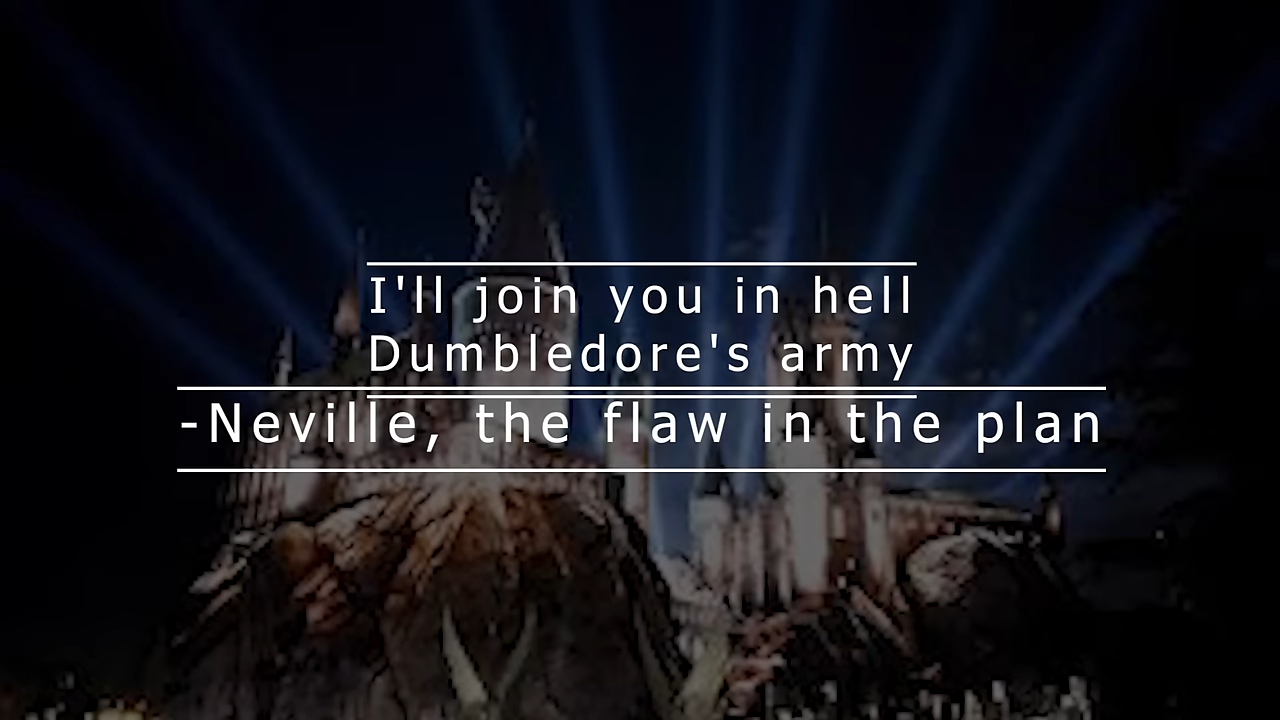 I'll join you in hell
Dumbledore's army
-Neville, the flaw in the plan